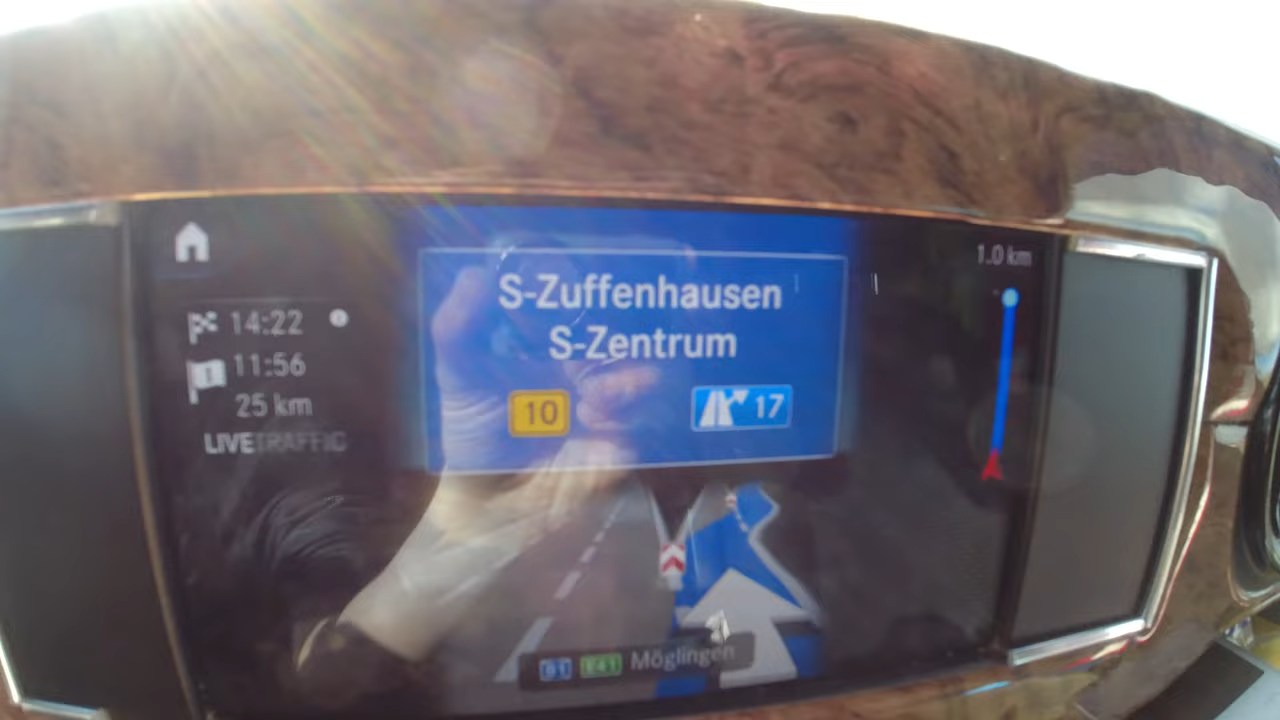 14:22
11:56
25 km
LIVETRAFFIC
S-Zuffenhausen
S-Zentrum
10
17
1.0 km
81 E41 Möglingen